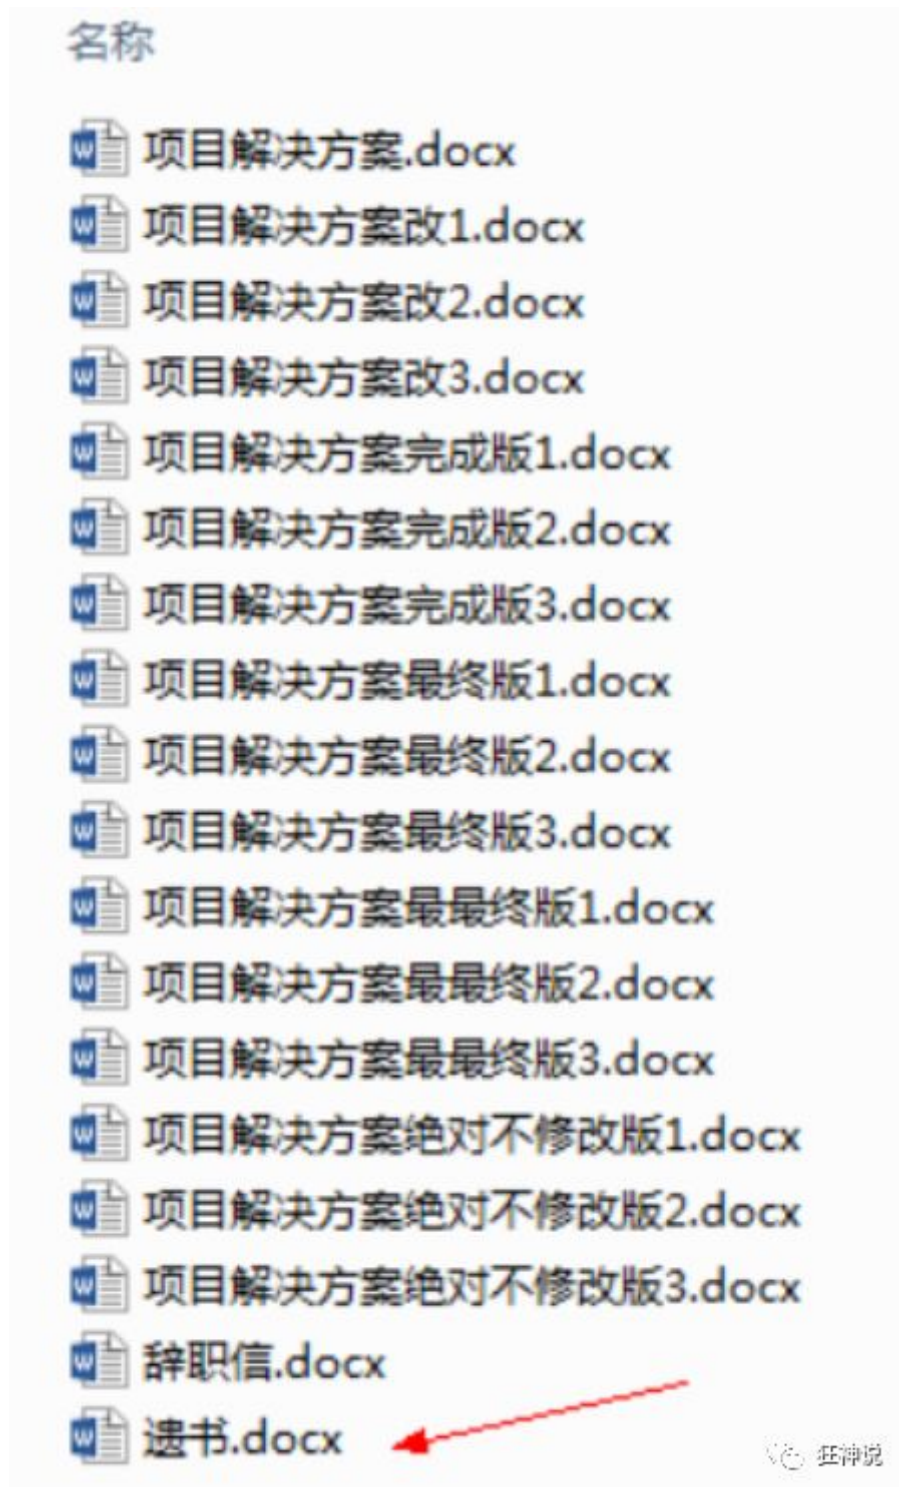 名称
项目解决方案.docx
项目解决方案改1.docx
项目解决方案改2.docx
项目解决方案改3.docx
项目解决方案完成版1.docx
项目解决方案完成版2.docx
项目解决方案完成版3.docx
项目解决方案最终版1.docx
项目解决方案最终版2.docx
项目解决方案最终版3.docx
项目解决方案最最终版1.docx
项目解决方案最最终版2.docx
项目解决方案最最终版3.docx
项目解决方案绝对不修改版1.docx
项目解决方案绝对不修改版2.docx
项目解决方案绝对不修改版3.docx
辞职信.docx
遗书.docx
狂神说